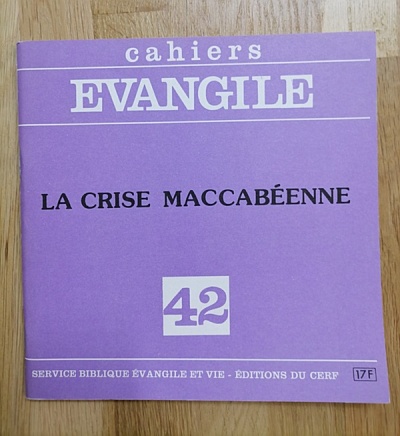 cahiers
EVANGILE
LA CRISE MACCABÉENNE
42
SERVICE BIBLIQUE ÉVANGILE ET VIE - ÉDITIONS DU CERF 17F